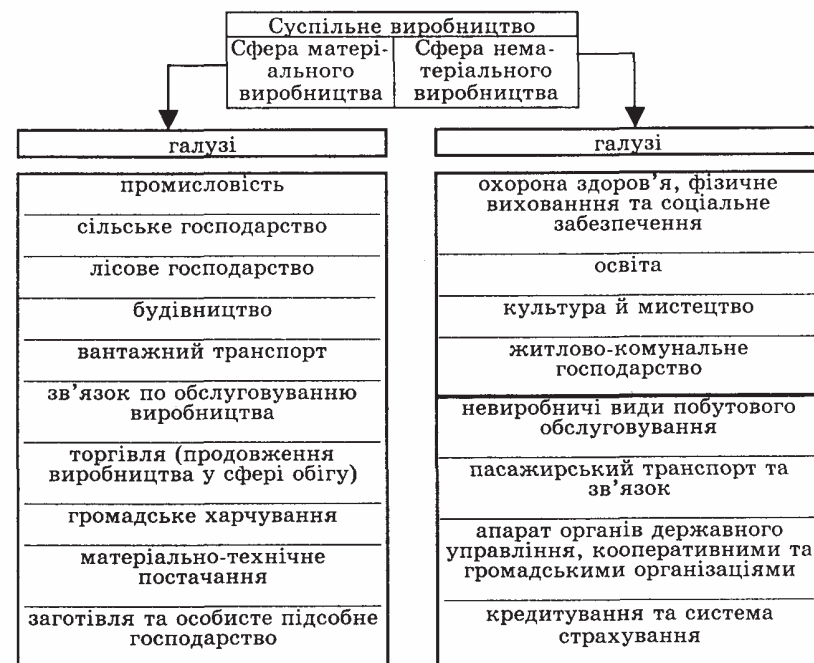 Суспільне виробництво
Сфера матері-
ального
виробництва
Сфера нема-
теріального
виробництва
галузі
промисловість
сільське господарство
лісове господарство
будівництво
вантажний транспорт
зв'язок по обслуговуванню
виробництва
торгівля (продовження
виробництва у сфері обігу)
громадське харчування
матеріально-технічне
постачання
заготівля та особисте підсобне
господарство
галузі
охорона здоров'я, фізичне
вихованння та соціальне
забезпечення
освіта
культура й мистецтво
житлово-комунальне
господарство
невиробничі види побутового
обслуговування
пасажирський транспорт та
зв'язок
апарат органів державного
управління, кооперативними та
громадськими організаціями
кредитування та система
страхування